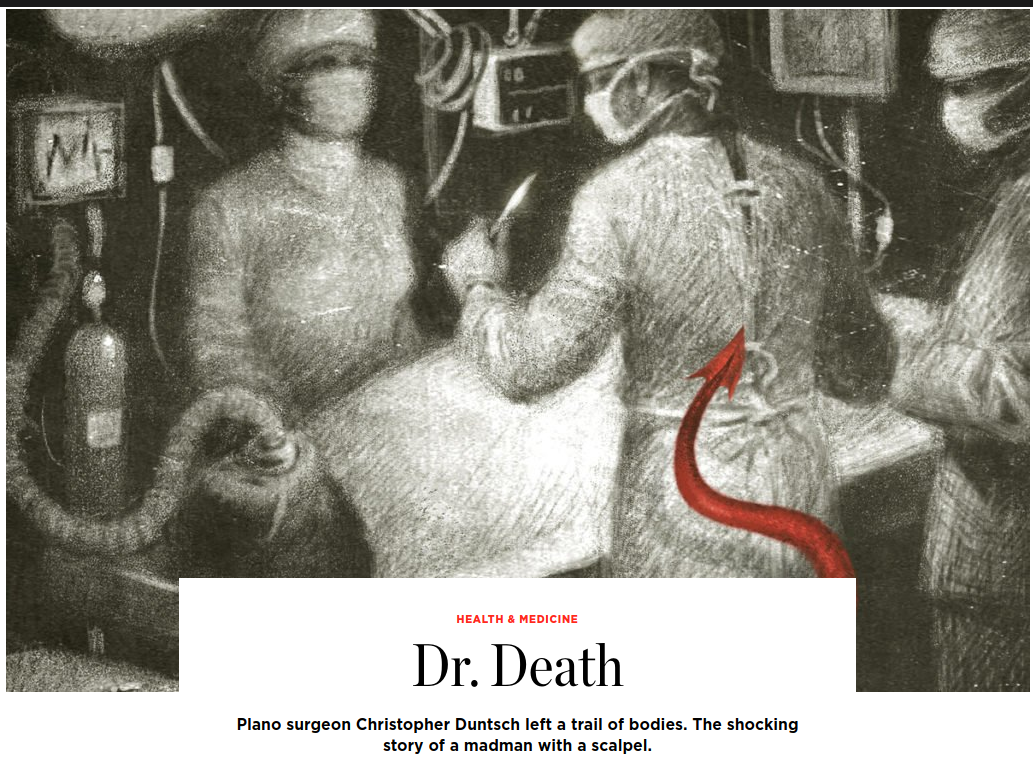 HEALTH & MEDICINE
Dr. Death
Plano surgeon Christopher Duntsch left a trail of bodies. The shocking
story of a madman with a scalpel.